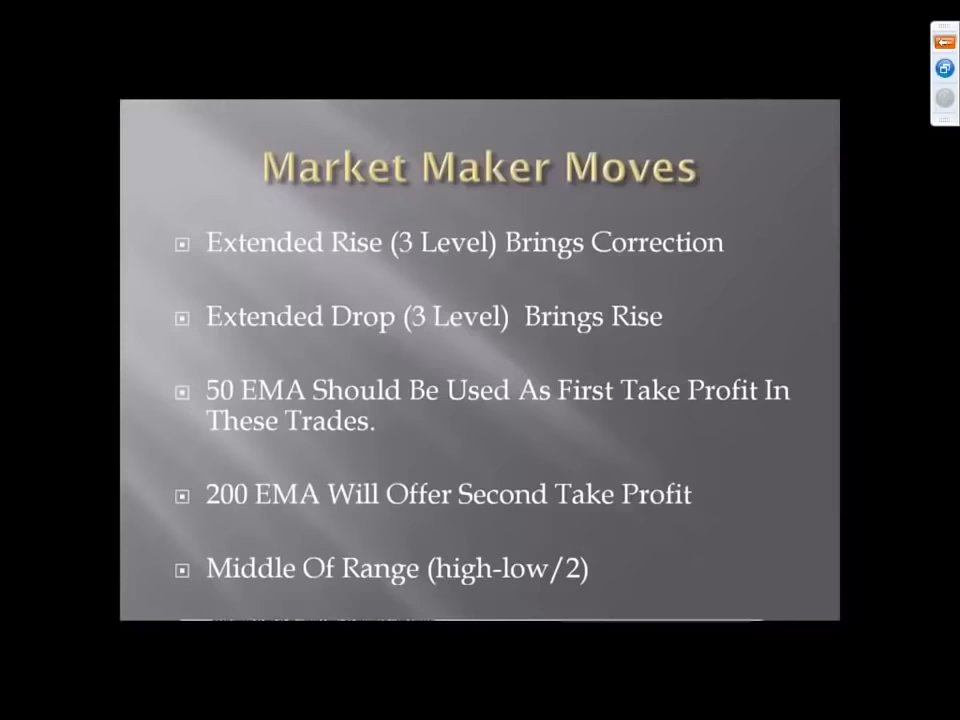 Market Maker Moves
Extended Rise (3 Level) Brings Correction
Extended Drop (3 Level) Brings Rise
50 EMA Should Be Used As First Take Profit In
These Trades.
200 EMA Will Offer Second Take Profit
Middle Of Range (high-low/2)